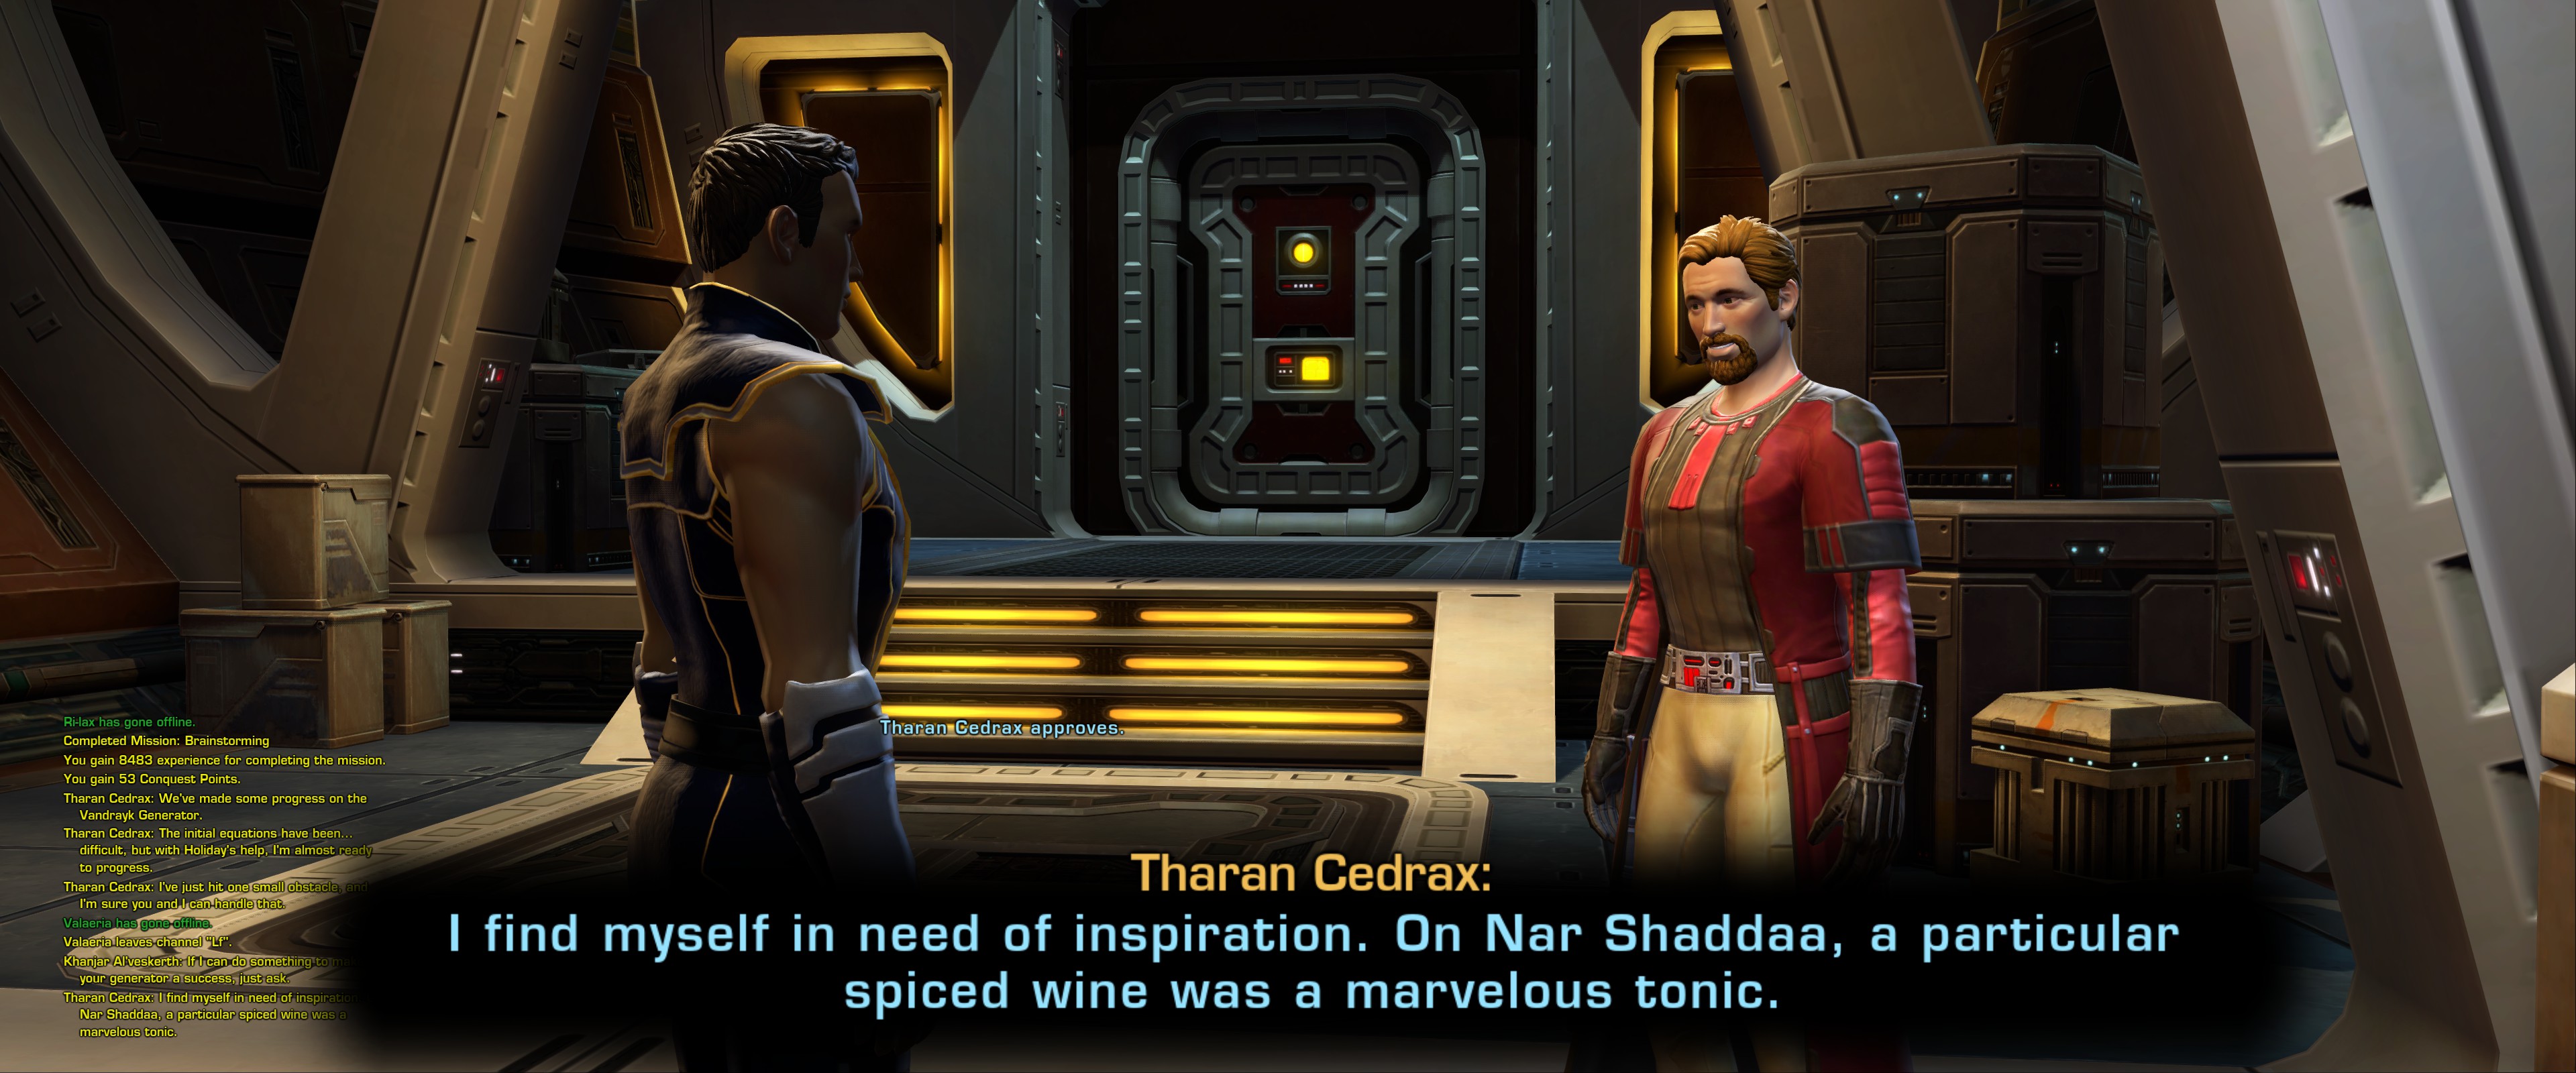 Ri-lax has gone offline.
Completed Mission: Brainstorming
You gain 8483 experience for completing the mission.
You gain 53 Conquest Points.
Tharan Cedrax: We've made some progress on the
Vandrayk Generator.
Tharan Cedrax: The initial equations have been...
difficult, but with Holiday's help, I'm almost ready
to progress.
Tharan Cedrax: I've just hit one small obstacle, and
I'm sure you and I can handle that.
Valaeria has gone offline.
Valaeria leaves channel "Lf".
Khanjar Al'veskerth: If I can do something to
your generator a success, just ask.
Tharan Cedrax: I find myself in need of inspiration
Nar Shaddaa, a particular spiced wine was a
marvelous tonic.
Tharan Cedrax approves.
Tharan Cedrax:
I find myself in need of inspiration. On Nar Shaddaa, a particular
spiced wine was a marvelous tonic.